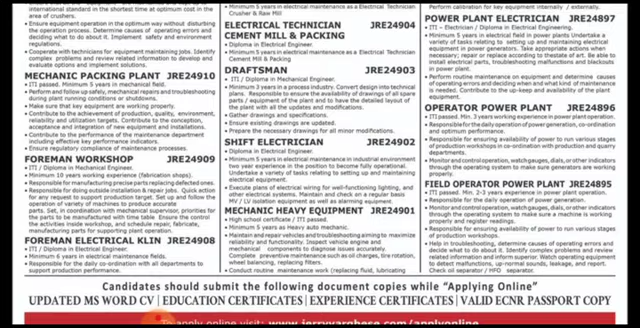 international standard in the shortest time at optimum cost in the area of crushers.
• Ensure equipment operation in the optimum way without disturbing the operation process. Determine causes of operating errors and deciding what to do about it. Implement safety and environment regulations.
• Cooperate with technicians for equipment maintaining jobs. Identify complex problems and review related information to develop and evaluate options and implement solutions.
MECHANIC PACKING PLANT JRE24910
• ITI passed. Minimum 5 years in mechanical field.
• Perform and follow up safely, mechanical repairs and troubleshooting during plant running conditions or shutdowns.
• Make sure that key equipment are working properly.
• Contribute to the achievement of production, quality, environment, reliability and utilization targets. Contribute to the conception, acceptance and integration of new equipment and installations.
• Contribute to the performance of the maintenance department including effective key performance indicators.
• Ensure regulatory compliance of maintenance processes.
FOREMAN WORKSHOP JRE24909
• ITI / Diploma in Mechanical Engineer.
• Minimum 10 years working experience (fabrication shops).
• Responsible for manufacturing precise parts replacing defected ones.
• Responsible for doing outside installation & repair jobs. Quick action for any request to support production target. Set up and follow the operation of variety of machines to produce accurate parts. Set, in coordination with mechanical supervisor, priorities for the parts to be manufactured with time table. Ensure the control the activities inside workshop, and schedule repair, fabricate, manufacturing parts for supporting plant operation.
FOREMAN ELECTRICAL KLIN JRE24908
• ITI / Diploma in Electrical Engineer.
• Minimum 6 years in electrical maintenance fields.
• Responsible for the daily co-ordination with all departments to support production performance.
• Minimum 5 years in electrical maintenance as an Electrical Technician Crusher & Raw Mill
ELECTRICAL TECHNICIAN JRE24904
CEMENT MILL & PACKING
• Diploma in Electrical Engineer.
• Minimum 5 years in electrical maintenance as an Electrical Technician Cement Mill & Packing
DRAFTSMAN JRE24903
• ITI / Diploma in Mechanical Engineer.
• Minimum 3 years in a process industry. Convert design into technical plans. Responsible to ensure the availability of drawings of all spare parts / equipment of the plant and to have the detailed layout of the plant with all the updates and modifications.
• Gather drawings and specifications.
• Ensure existing drawings are updated.
• Prepare the necessary drawings for all minor modifications.
SHIFT ELECTRICIAN JRE24902
• Diploma in Electrical Engineer.
• Minimum 5 years in electrical maintenance in industrial environment two year experience in the position to become fully operational. Undertake a variety of tasks relating to setting up and maintaining electrical equipment.
• Execute plans of electrical wiring for well-functioning lighting, and other electrical systems. Maintain and check on a regular basis MV / LV isolation equipment as well as alarming equipment.
MECHANIC HEAVY EQUIPMENT JRE24901
• High school certificate / ITI passed.
• Minimum 5 years as Heavy auto mechanic.
• Maintain and repair vehicles and troubleshooting aiming to maximize reliability and functionality. Inspect vehicle engine and mechanical components to diagnose issues accurately. Complete preventive maintenance such as oil charges, tire rotation, wheel balancing, replacing filters.
• Conduct routine maintenance work (replacing fluid, lubricating
• Perform calibration for key equipment internally / externally.
POWER PLANT ELECTRICIAN JRE24897
• ITI – Electrician / Diploma in Electrical Engineering.
• Minimum 5 years in electrical field in power plants Undertake a variety of tasks relating to setting up and maintaining electrical equipment in power generators. Take appropriate actions when necessary; repair or replace according to thestate of art. Be able to install electrical parts, troubleshooting malfunctions and blackouts in power plant.
• Perform routine maintenance on equipment and determine causes of operating errors and deciding when and what kind of maintenance is needed. Contribute to the up-keep and availability of the plant equipment.
OPERATOR POWER PLANT JRE24896
• ITI passed. Min. 3 years working experience in power plant operation.
• Responsible for the daily operation of power generation, co-ordination and optimum performance.
• Responsible for ensuring availability of power to run various stages of production workshops in co-ordination with production and quarry departments.
• Monitor and control operation, watch gauges, dials, or other indicators through the operating system to make sure generators are working properly.
FIELD OPERATOR POWER PLANT JRE24895
• ITI passed. Min. 2-3 years experience in power plant operation.
• Responsible for the daily operation of power generation.
• Monitor and control operation, watch gauges, dials, or other indicators through the operating system to make sure a machine is working properly and register readings.
• Responsible for ensuring availability of power to run various stages of production workshops.
• Help in troubleshooting, determine causes of operating errors and decide what to do about it. Identify complex problems and review related information and inform superior. Watch operating equipment to detect malfunctions, up-normal sounds, leakage, and report. Check oil separator / HFO separator.
Candidates should submit the following document copies while "Applying Online"
UPDATED MS WORD CV | EDUCATION CERTIFICATES | EXPERIENCE CERTIFICATES | VALID ECNR PASSPORT COPY
To apply online visit: www.jerryvarghese.com/applyonline